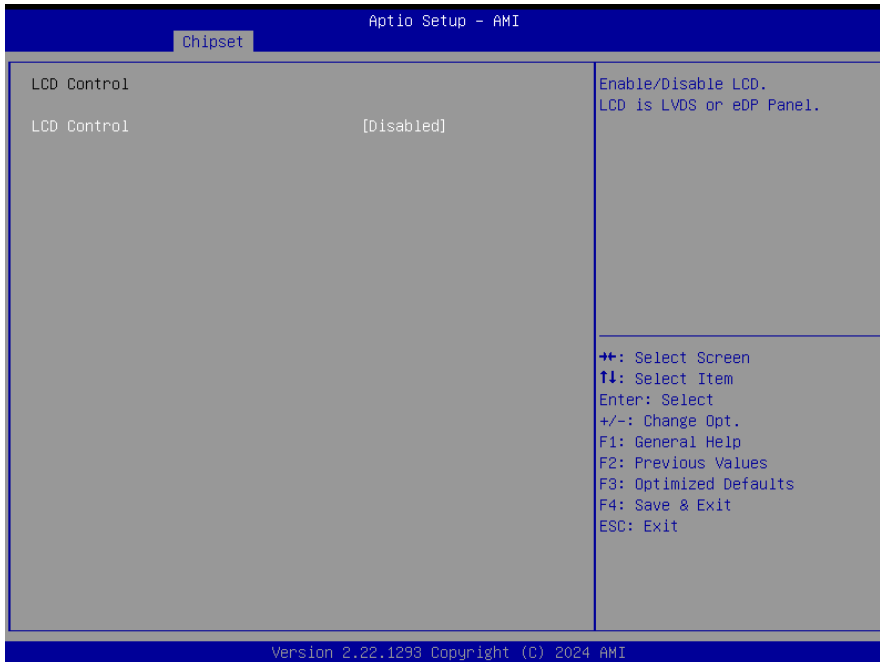 Aptio Setup – AMI
Chipset
LCD Control
LCD Control [Disabled]
Enable/Disable LCD.
LCD is LVDS or eDP Panel.
→←: Select Screen
↑↓: Select Item
Enter: Select
+/-: Change Opt.
F1: General Help
F2: Previous Values
F3: Optimized Defaults
F4: Save & Exit
ESC: Exit
Version 2.22.1293 Copyright (C) 2024 AMI